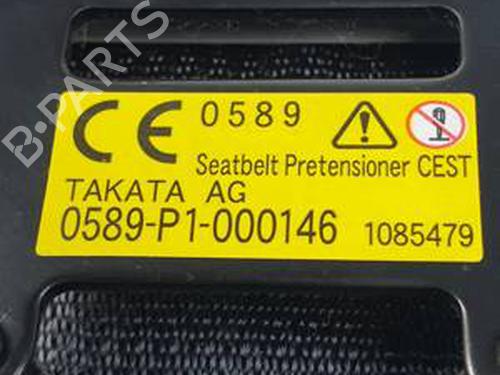 B-PARTS
CE 0589
Seatbelt Pretensioner CEST
TAKATA AG
0589-P1-000146 1085479